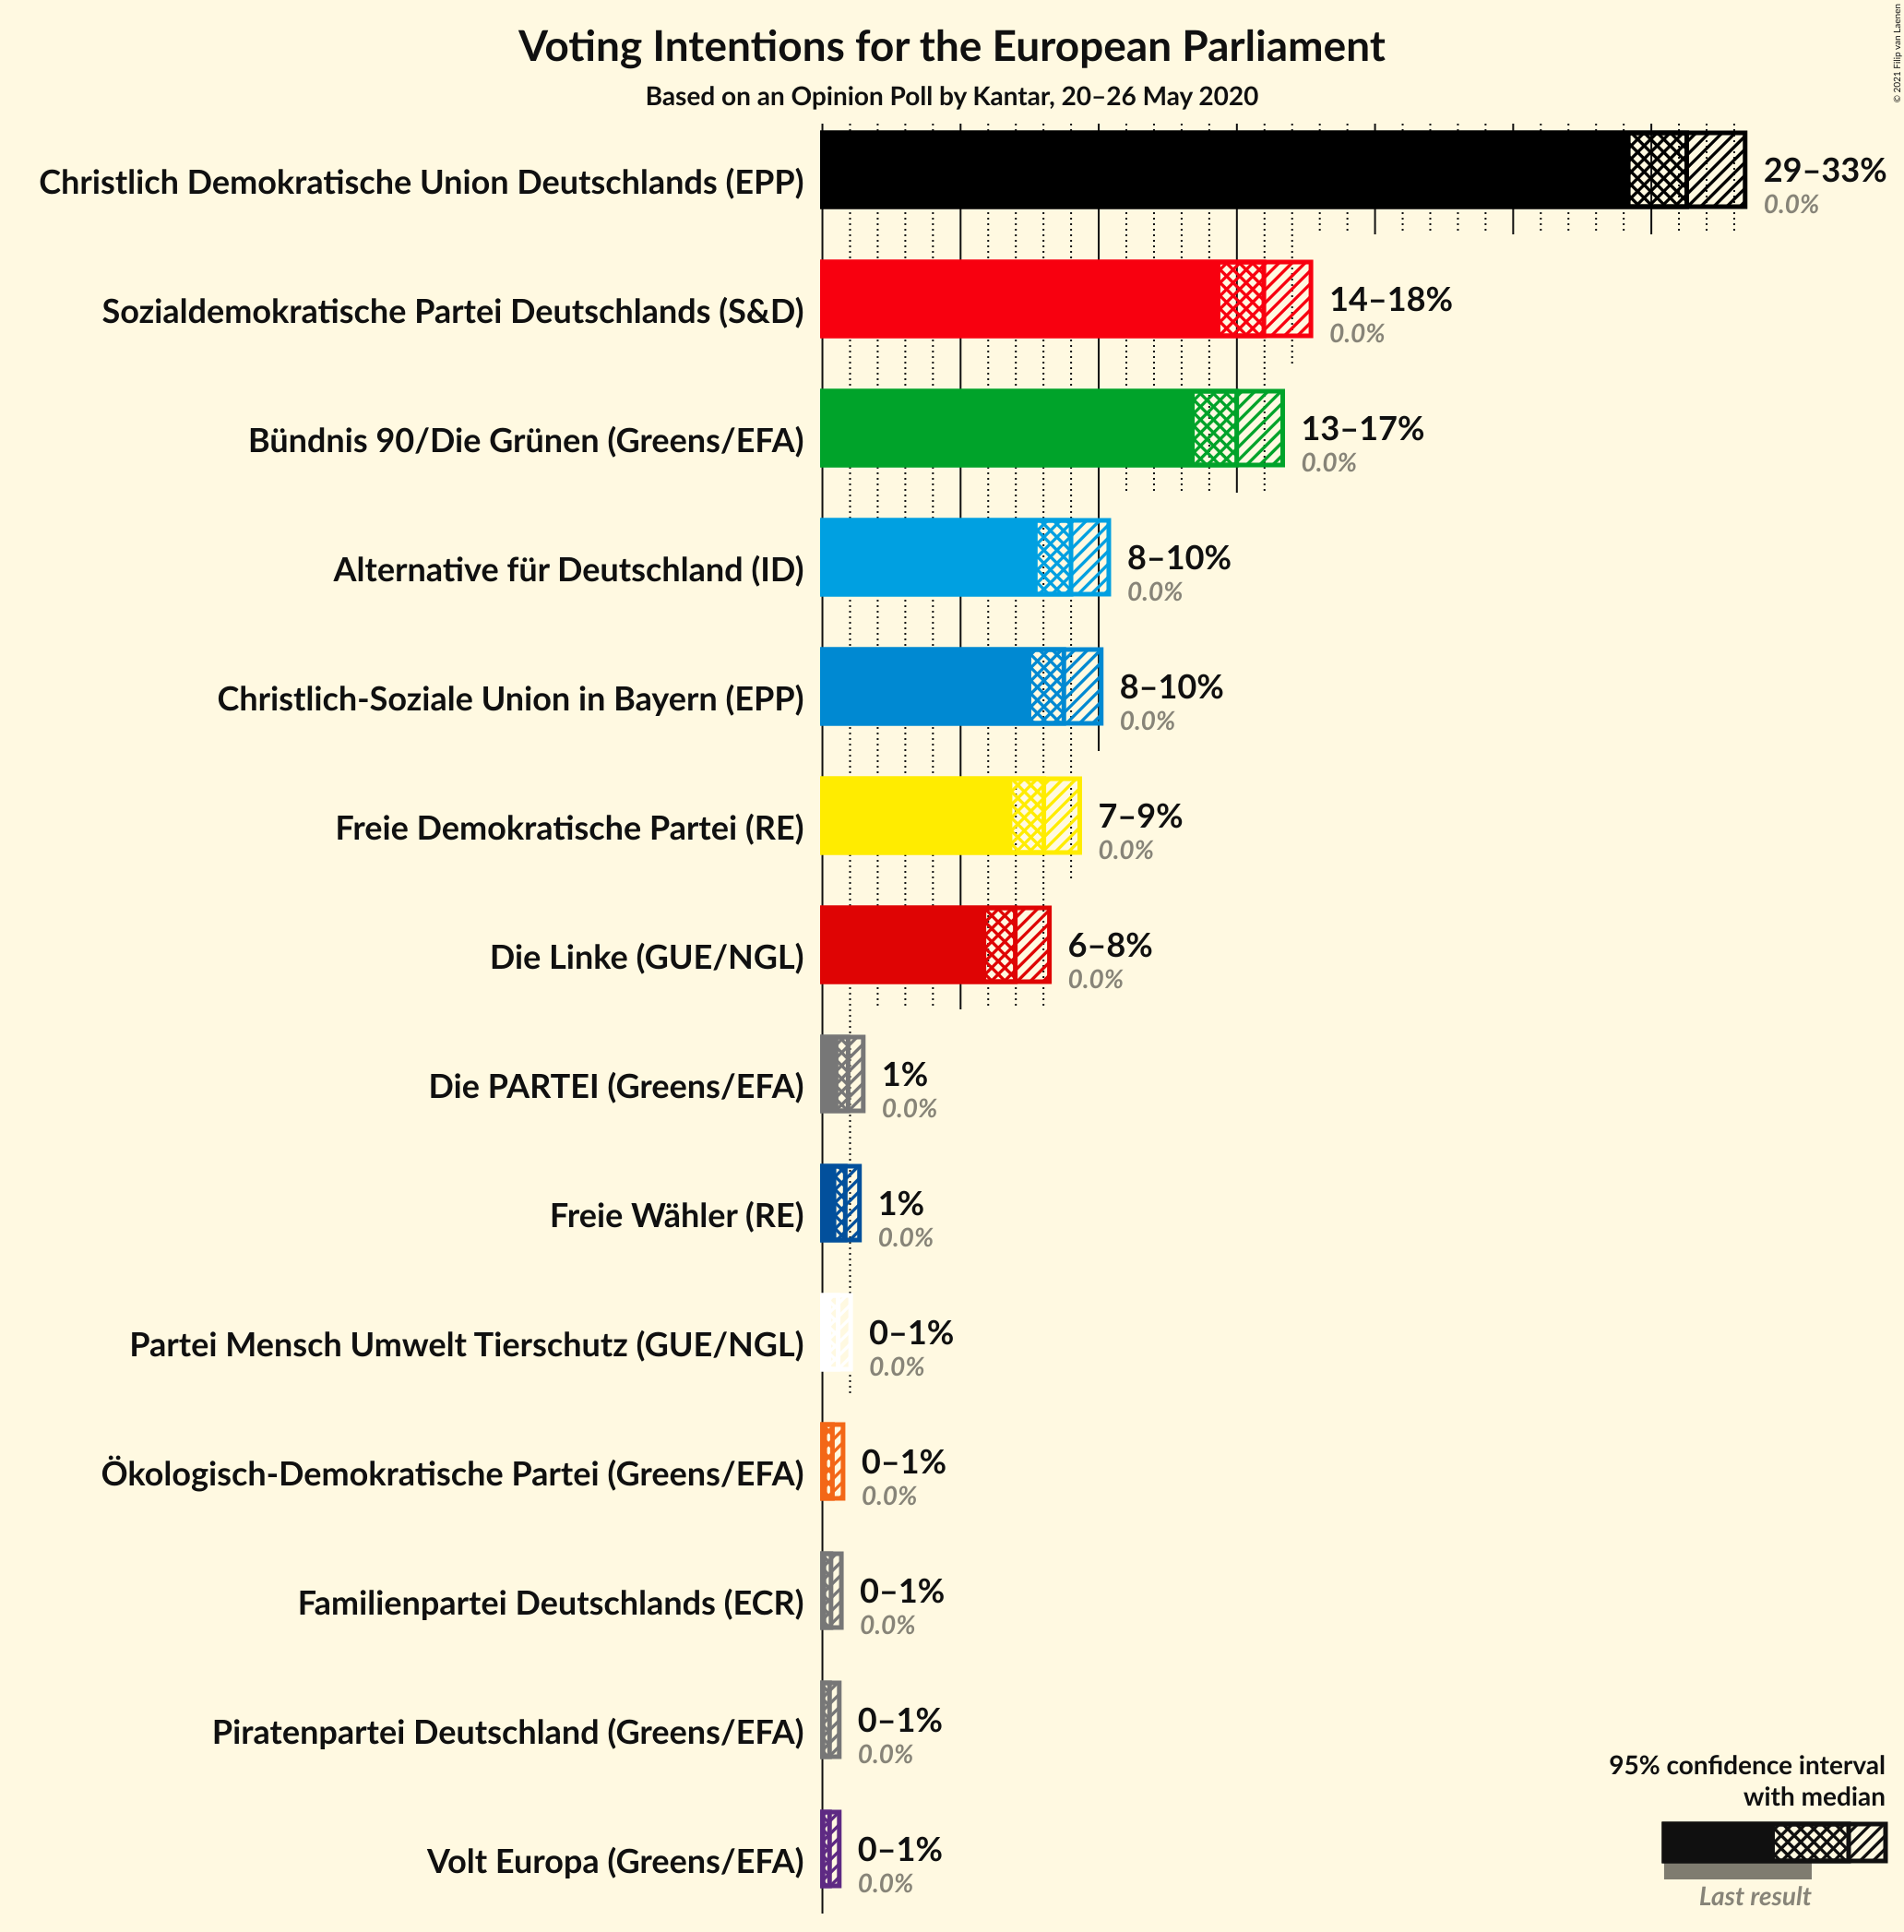 Voting Intentions for the European Parliament
Based on an Opinion Poll by Kantar, 20–26 May 2020
© 2021 Filip van Laenen
Christlich Demokratische Union Deutschlands (EPP)
29–33%
0.0%
Sozialdemokratische Partei Deutschlands (S&D)
14–18%
0.0%
Bündnis 90/Die Grünen (Greens/EFA)
13–17%
0.0%
Alternative für Deutschland (ID)
8–10%
0.0%
Christlich-Soziale Union in Bayern (EPP)
8–10%
0.0%
Freie Demokratische Partei (RE)
7–9%
0.0%
Die Linke (GUE/NGL)
6–8%
0.0%
Die PARTEI (Greens/EFA)
1%
0.0%
Freie Wähler (RE)
1%
0.0%
Partei Mensch Umwelt Tierschutz (GUE/NGL)
0–1%
0.0%
Ökologisch-Demokratische Partei (Greens/EFA)
0–1%
0.0%
Familienpartei Deutschlands (ECR)
0–1%
0.0%
Piratenpartei Deutschland (Greens/EFA)
0–1%
0.0%
Volt Europa (Greens/EFA)
0–1%
0.0%
95% confidence interval
with median
Last result